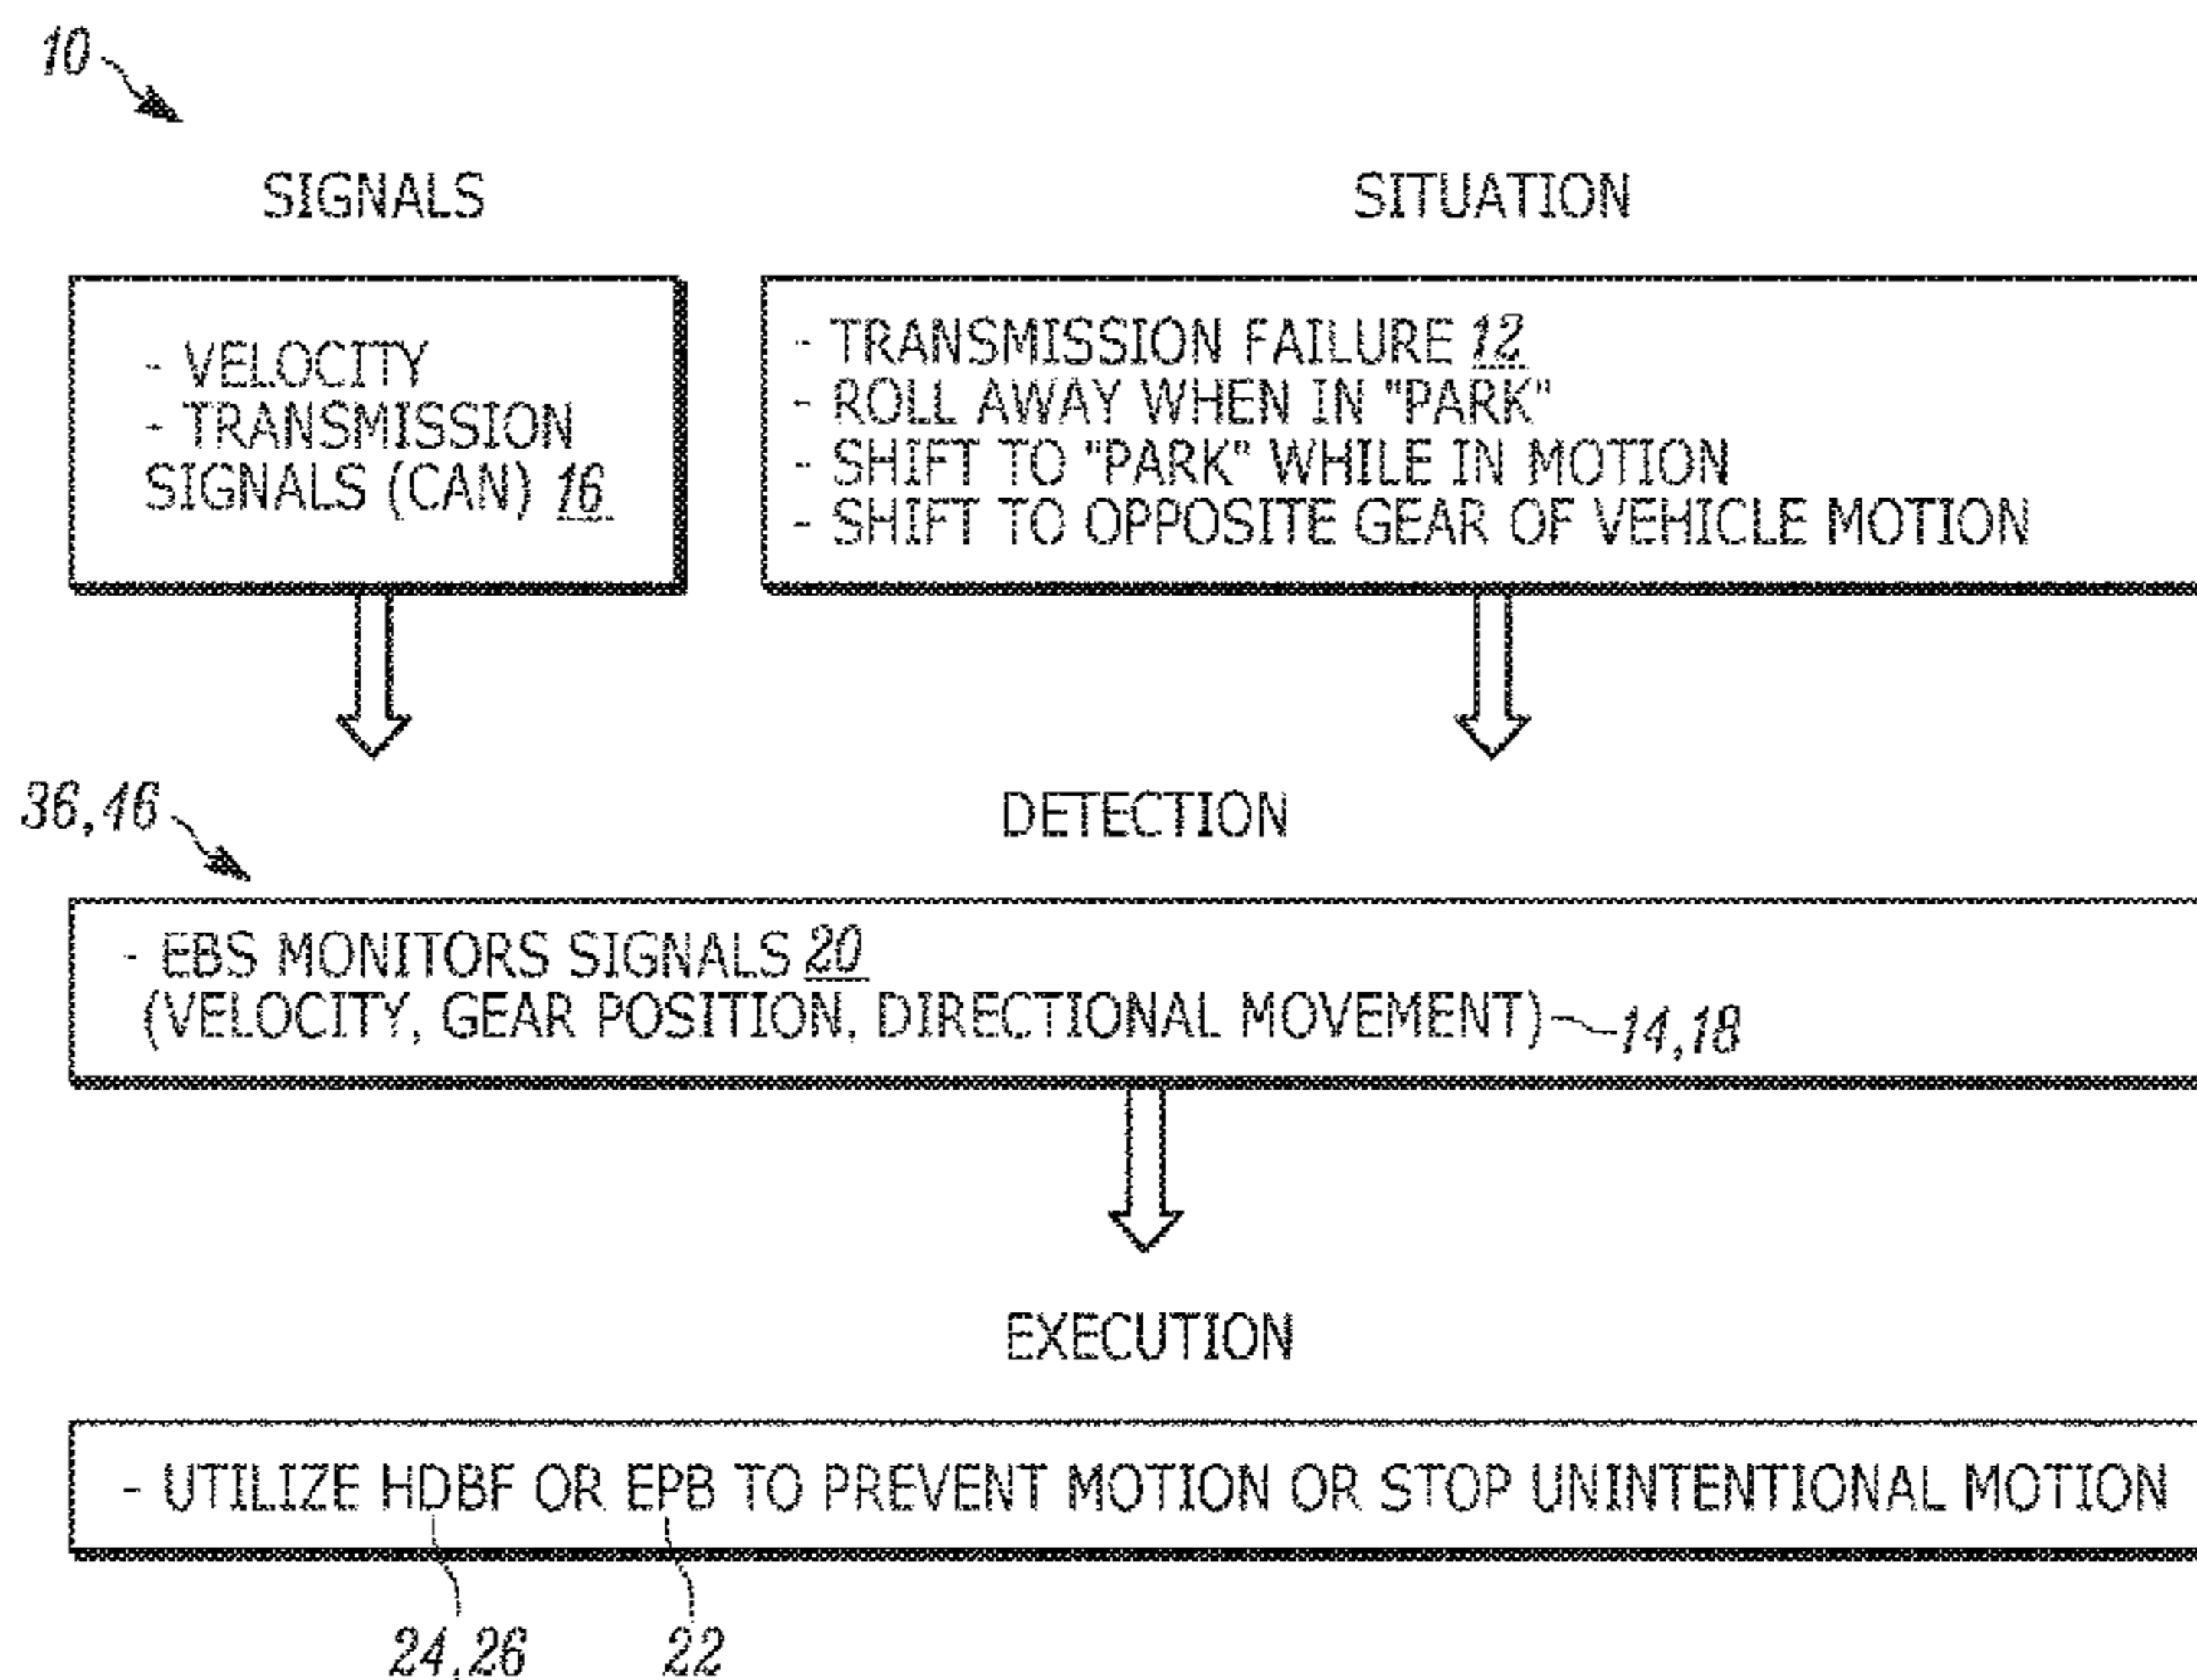 10
SIGNALS
SITUATION
- VELOCITY
- TRANSMISSION
SIGNALS (CAN) 16
- TRANSMISSION FAILURE 12
- ROLL AWAY WHEN IN "PARK"
- SHIFT TO "PARK" WHILE IN MOTION
- SHIFT TO OPPOSITE GEAR OF VEHICLE MOTION
36,46
DETECTION
- EBS MONITORS SIGNALS 20
(VELOCITY, GEAR POSITION, DIRECTIONAL MOVEMENT) 14,18
EXECUTION
- UTILIZE HDBF OR EPB TO PREVENT MOTION OR STOP UNINTENTIONAL MOTION
24,26
22